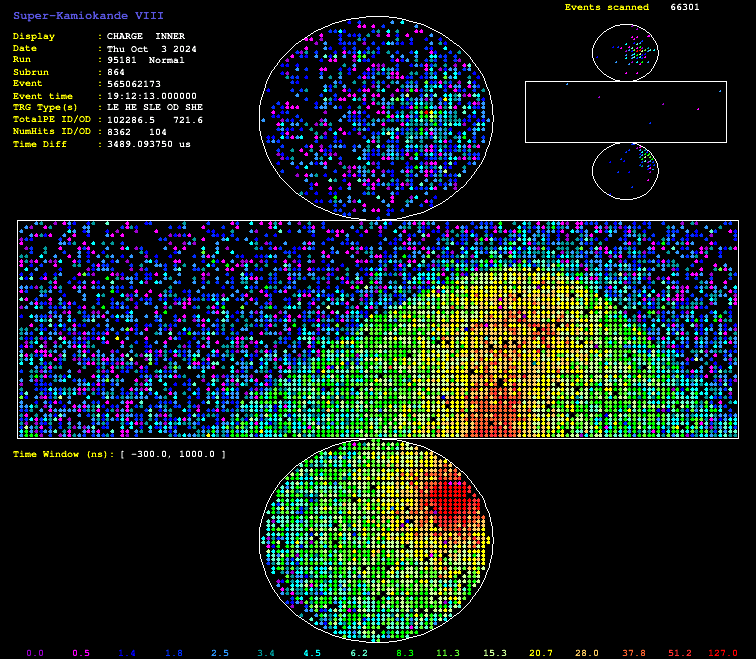 Super-Kamiokande VIII
Events scanned 66301
Display : CHARGE INNER
Date : Thu Oct 3 2024
Run : 95181 Normal
Subrun : 864
Event : 565062173
Event time : 19:12:13.000000
TRG Type(s) : LE HE SLE OD SHE
TotalPE ID/OD : 102286.5 721.6
NumHits ID/OD : 8362 104
Time Diff : 3489.093750 us
Time Window (ns): [ -300.0, 1000.0 ]
0.0 0.5 1.4 1.8 2.5 3.4 4.5 6.2 8.3 11.3 15.3 20.7 28.0 37.8 51.2 127.0